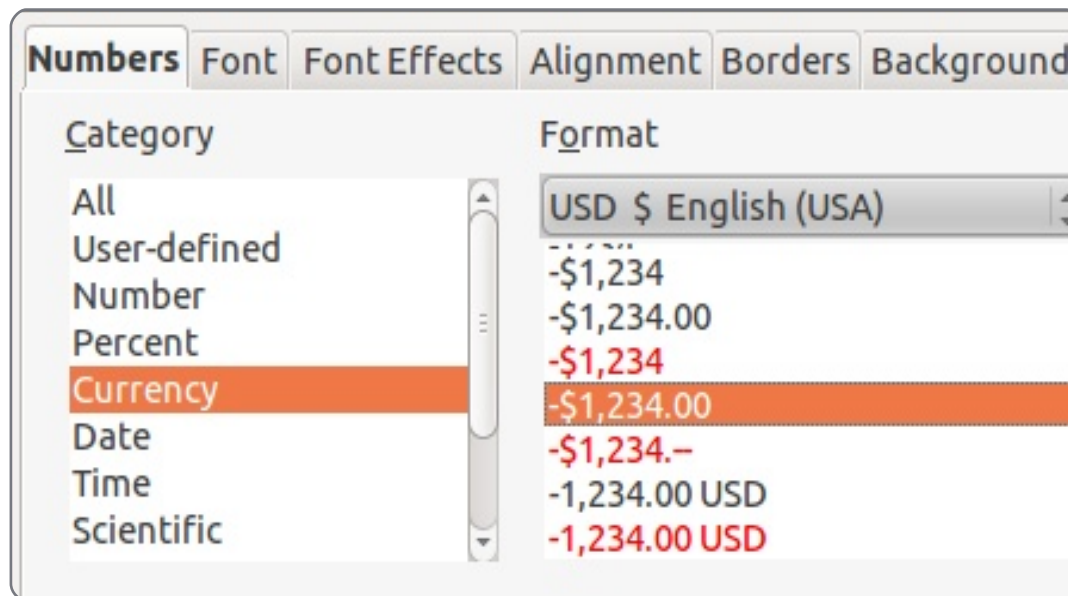 Numbers Font Font Effects Alignment Borders Background
Category
All
User-defined
Number
Percent
Currency
Date
Time
Scientific
Format
USD $ English (USA)
-$1,234
-$1,234.00
-$1,234
-$1,234.00
-$1,234.--
-1,234.00 USD
-1,234.00 USD